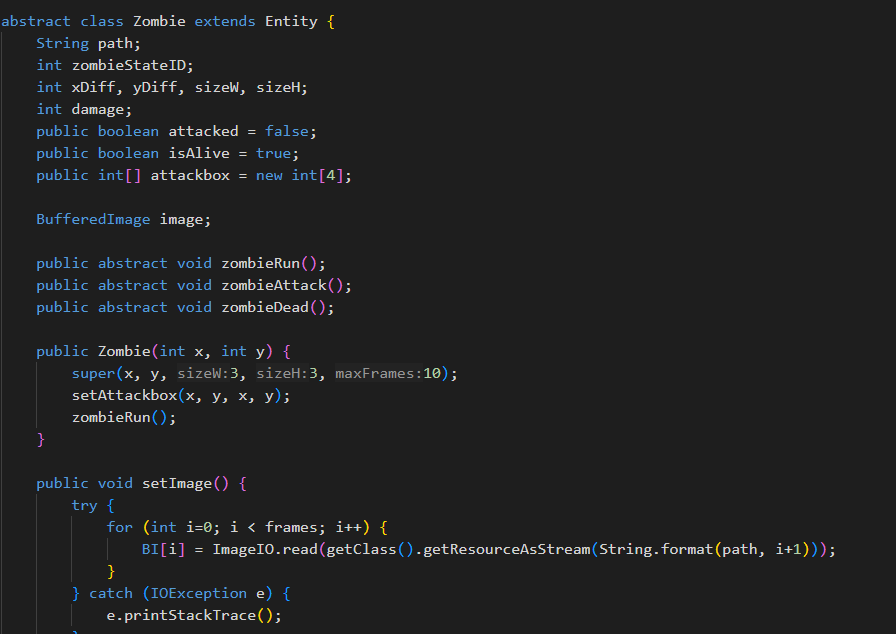 abstract class Zombie extends Entity {
    String path;
    int zombieStateID;
    int xDiff, yDiff, sizeW, sizeH;
    int damage;
    public boolean attacked = false;
    public boolean isAlive = true;
    public int[] attackbox = new int[4];

    BufferedImage image;

    public abstract void zombieRun();
    public abstract void zombieAttack();
    public abstract void zombieDead();

    public Zombie(int x, int y) {
        super(x, y, sizeW:3, sizeH:3, maxFrames:10);
        setAttackbox(x, y, x, y);
        zombieRun();
    }

    public void setImage() {
        try {
            for (int i=0; i < frames; i++) {
                BI[i] = ImageIO.read(getClass().getResourceAsStream(String.format(path, i+1)));
            }
        } catch (IOException e) {
            e.printStackTrace();